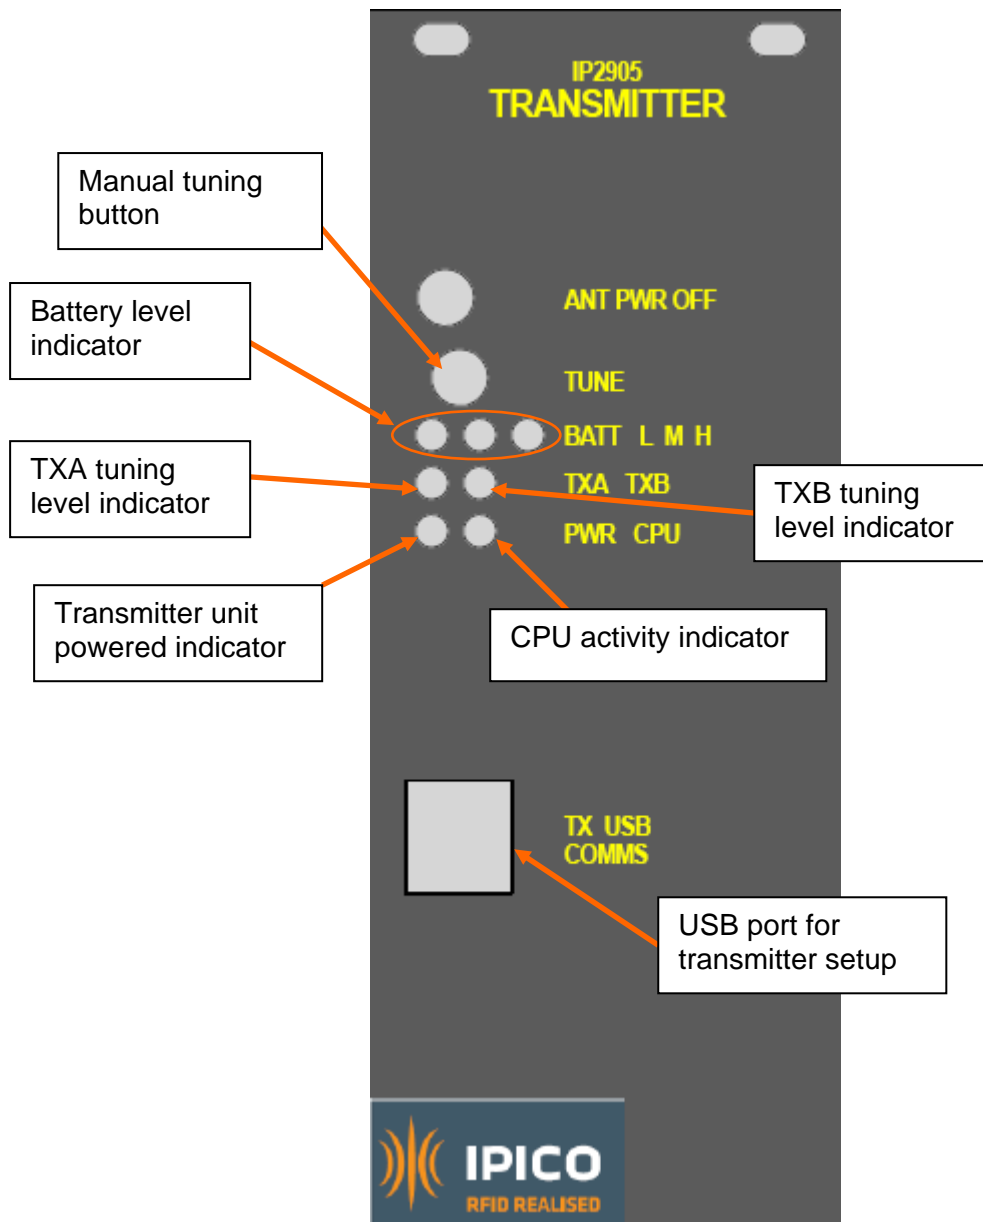 IP2905
TRANSMITTER
Manual tuning
button
ANT PWR OFF
Battery level
indicator
TUNE
BATT L M H
TXA tuning
level indicator
TXA TXB
TXB tuning
level indicator
PWR CPU
Transmitter unit
powered indicator
CPU activity indicator
TX USB
COMMS
USB port for
transmitter setup
IPICO
RFID REALISED